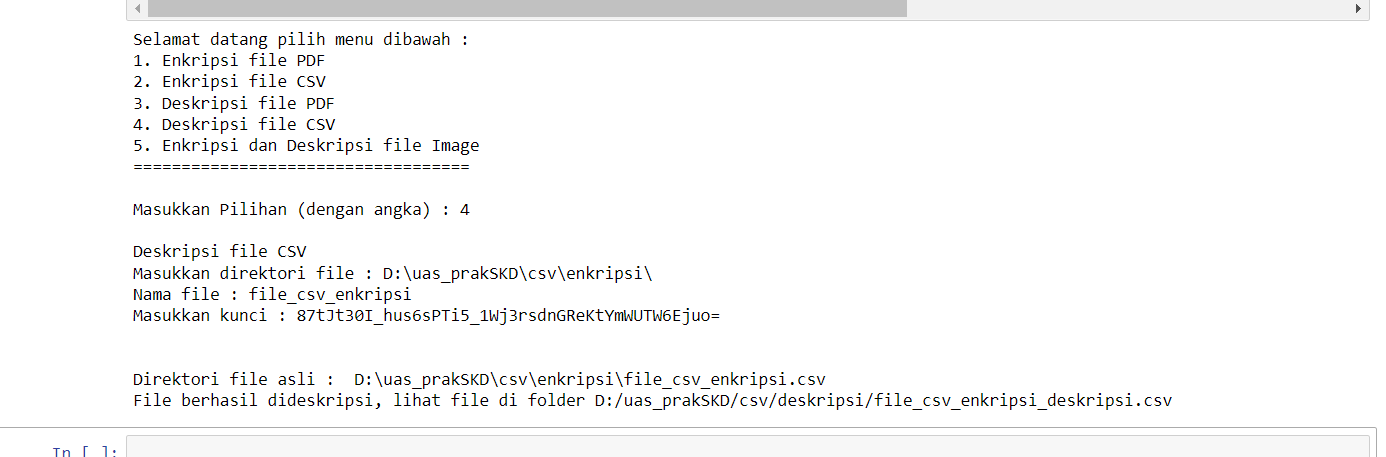 Selamat datang pilih menu dibawah :
1. Enkripsi file PDF
2. Enkripsi file CSV
3. Deskripsi file PDF
4. Deskripsi file CSV
5. Enkripsi dan Deskripsi file Image
===================================
Masukkan Pilihan (dengan angka) : 4
Deskripsi file CSV
Masukkan direktori file : D:\uas_prakSKD\csv\enkripsi\
Nama file : file_csv_enkripsi
Masukkan kunci : 87tJt30I_hus6sPTi5_1Wj3rsdnGReKtYmWUTW6Ejuo=
Direktori file asli :  D:\uas_prakSKD\csv\enkripsi\file_csv_enkripsi.csv
File berhasil dideskripsi, lihat file di folder D:/uas_prakSKD/csv/deskripsi/file_csv_enkripsi_deskripsi.csv
In [ ]: